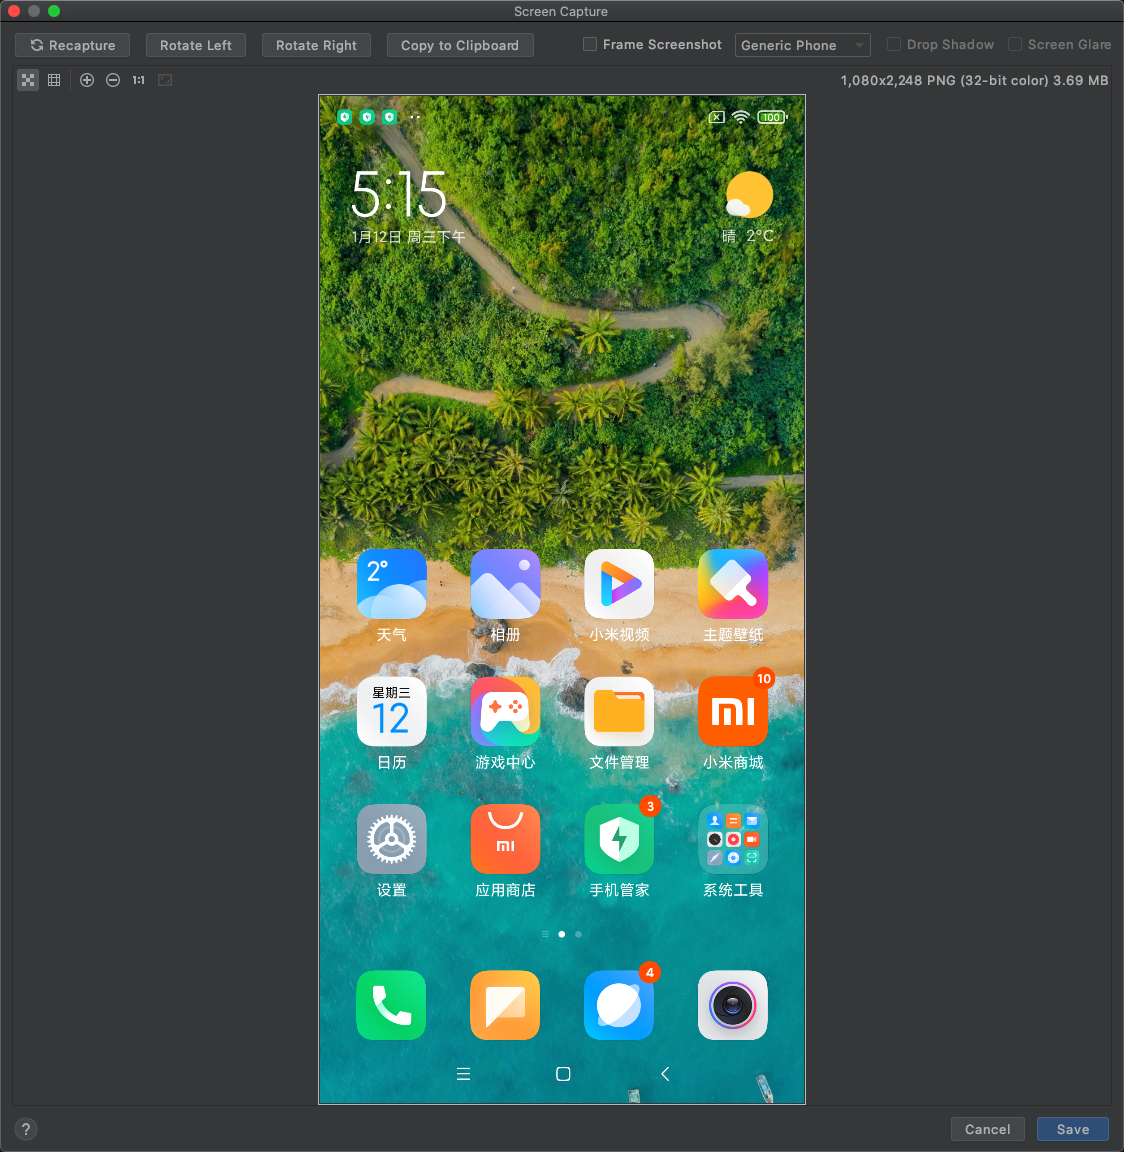 Screen Capture
Recapture
Rotate Left
Rotate Right
Copy to Clipboard
Frame Screenshot
Generic Phone
Drop Shadow
Screen Glare
1:1
1,080x2,248 PNG (32-bit color) 3.69 MB
100
5:15
1月12日 周三下午
晴 2°C
2°
天气
相册
小米视频
主题壁纸
星期三
12
日历
游戏中心
文件管理
10
小米商城
设置
mi
应用商店
3
手机管家
系统工具
4
?
Cancel
Save